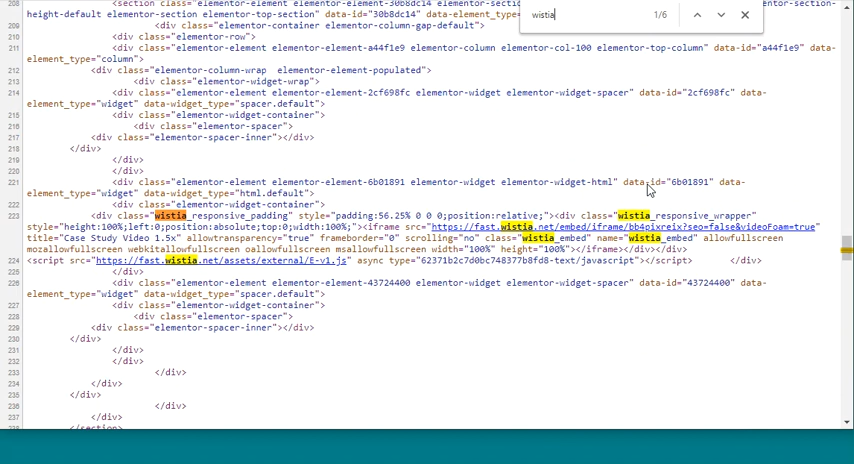 208 <section class="elementor-element elementor-element-30b8dc14 elementor-section
wistia 1/6
height-default elementor-section elementor-top-section" data-id="30b8dc14" data-element_type=
209 <div class="elementor-container elementor-column-gap-default">
210 <div class="elementor-row">
211 <div class="elementor-element elementor-element-a44f1e9 elementor-column elementor-col-100 elementor-top-column" data-id="a44f1e9" data-
element_type="column">
212 <div class="elementor-column-wrap elementor-element-populated">
213 <div class="elementor-widget-wrap">
214 <div class="elementor-element elementor-element-2cf698fc elementor-widget elementor-widget-spacer" data-id="2cf698fc" data-
element_type="widget" data-widget_type="spacer.default">
215 <div class="elementor-widget-container">
216 <div class="elementor-spacer">
217 <div class="elementor-spacer-inner"></div>
218 </div>
219 </div>
220 </div>
221 <div class="elementor-element elementor-element-6b01891 elementor-widget elementor-widget-html" data-id="6b01891" data-
element_type="widget" data-widget_type="html.default">
222 <div class="elementor-widget-container">
223 <div class="wistia_responsive_padding" style="padding:56.25% 0 0 0;position:relative;"><div class="wistia_responsive_wrapper"
style="height:100%;left:0;position:absolute;top:0;width:100%;"><iframe src="https://fast.wistia.net/embed/iframe/bb4pixreix?seo=false&videoFoam=true"
title="Case Study Video 1.5x" allowtransparency="true" frameborder="0" scrolling="no" class="wistia_embed" name="wistia_embed" allowfullscreen
mozallowfullscreen webkitallowfullscreen oallowfullscreen msallowfullscreen width="100%" height="100%"></iframe></div></div>
224 <script src="https://fast.wistia.net/assets/external/E-v1.js" async type="62371b2c7d0bc748377b8fd8-text/javascript"></script> </div>
225 </div>
226 <div class="elementor-element elementor-element-43724400 elementor-widget elementor-widget-spacer" data-id="43724400" data-
element_type="widget" data-widget_type="spacer.default">
227 <div class="elementor-widget-container">
228 <div class="elementor-spacer">
229 <div class="elementor-spacer-inner"></div>
230 </div>
231 </div>
232 </div>
233 </div>
234 </div>
235 </div>
236 </div>
237 </div>
</section>